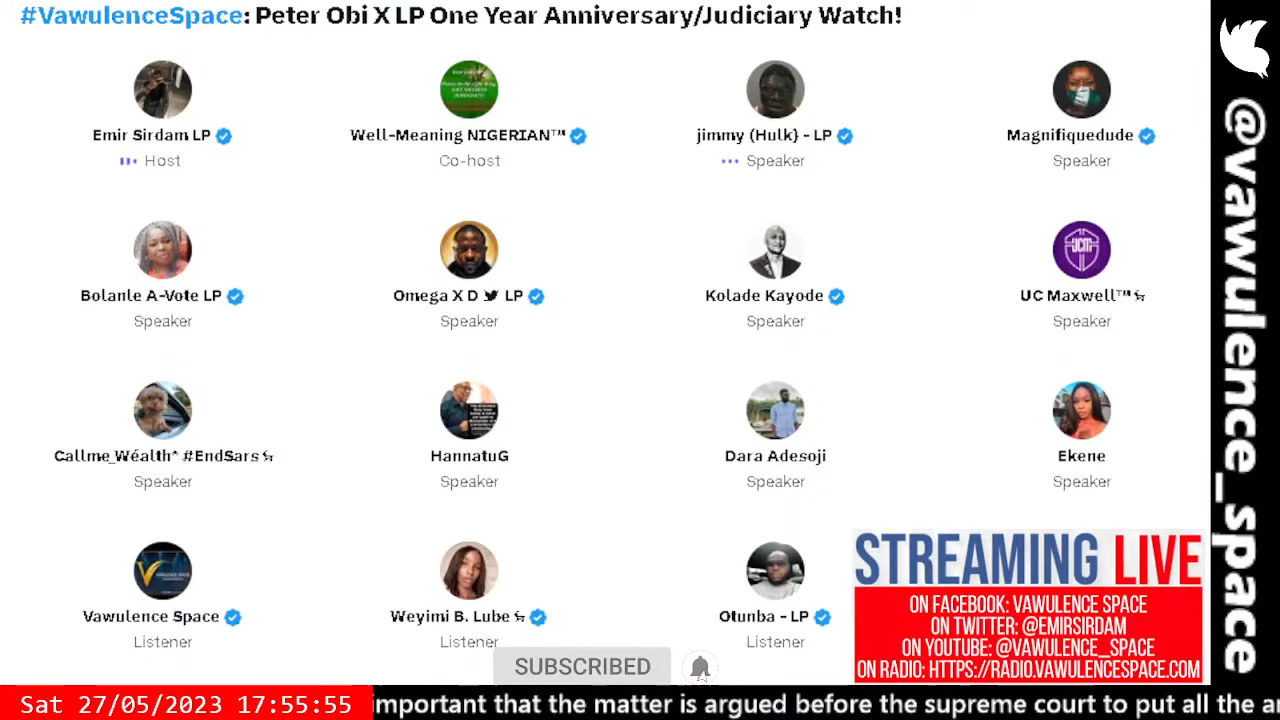 #VawulenceSpace: Peter Obi X LP One Year Anniversary/Judiciary Watch!
Emir Sirdam LP
Host
Well-Meaning NIGERIAN™
Co-host
jimmy (Hulk} - LP
Speaker
Magnifiquedude
Speaker
Bolanle A-Vote LP
Speaker
Omega X D LP
Speaker
Kolade Kayode
Speaker
UC Maxwell™
Speaker
UCM
Callme_Wéalth* #EndSars
Speaker
HannatuG
Speaker
Dara Adesoji
Speaker
Ekene
Speaker
Vawulence Space
Listener
Weyimi B. Lube
Listener
Otunba - LP
Listener
STREAMING LIVE
ON FACEBOOK: VAWULENCE SPACE
ON TWITTER: @EMIRSIRDAM
ON YOUTUBE: @VAWULENCE_SPACE
ON RADIO: HTTPS://RADIO.VAWULENCESPACE.COM
SUBSCRIBED
@vawulence_space
Sat 27/05/2023 17:55:55
important that the matter is argued before the supreme court to put all the